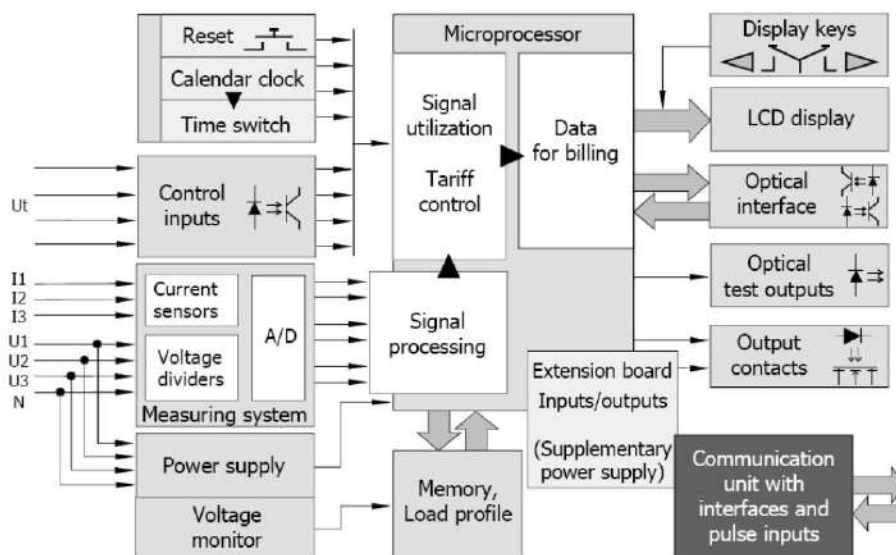 Reset
Calendar clock
Time switch
Microprocessor
Signal
utilization
Tariff
control
Data
for billing
Display keys
LCD display
Ut
Control
inputs
Optical
interface
I1
I2
I3
U1
U2
U3
N
Current
sensors
Voltage
dividers
A/D
Measuring system
Signal
processing
Optical
test outputs
Output
contacts
Extension board
Inputs/outputs
(Supplementary
power supply)
Power supply
Voltage
monitor
Memory,
Load profile
Communication
unit with
interfaces and
pulse inputs